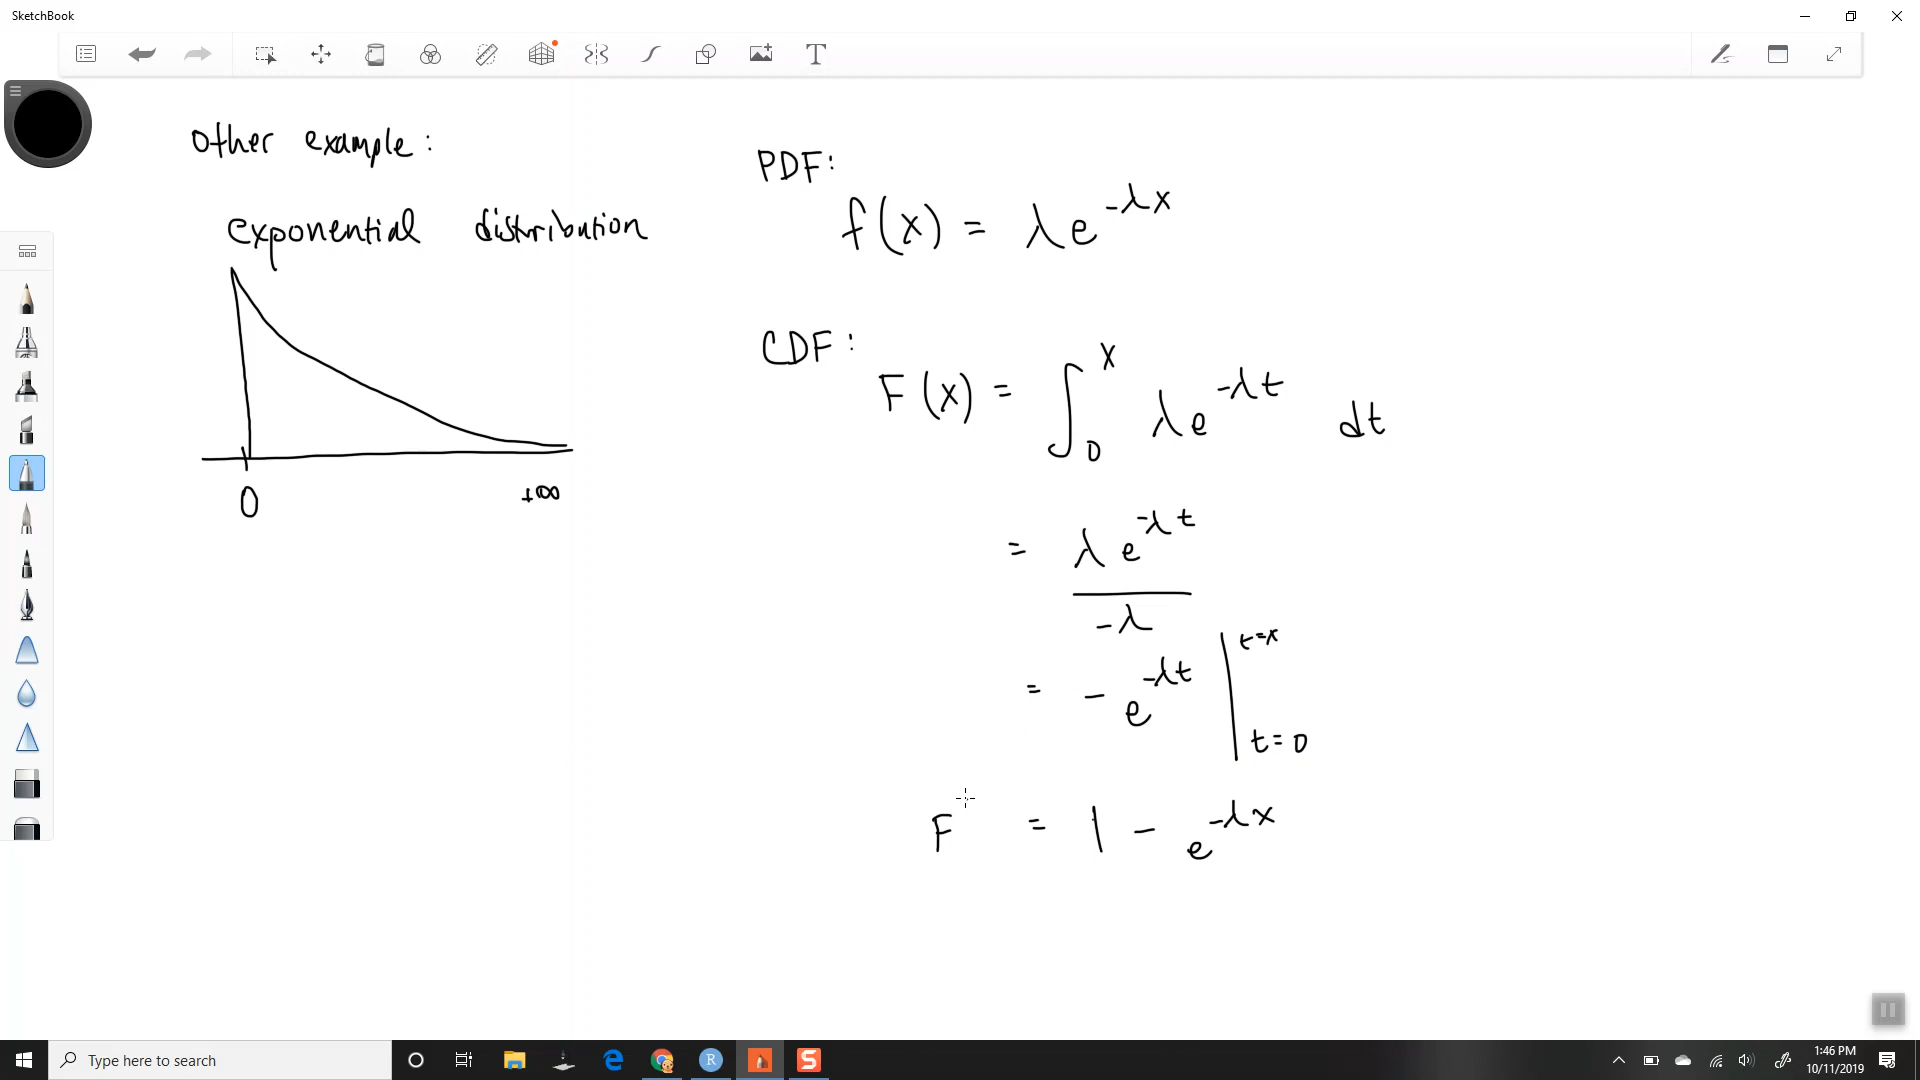 SketchBook
other example:
exponential distribution
0
+∞
PDF:
f(x) = λe^{-λx}
CDF:
F(x) = ∫_0^x λe^{-λt} dt
= λe^{-λt} / -λ
= -e^{-λt} |_{t=0}^{t=x}
F = 1 - e^{-λx}
Type here to search
1:46 PM
10/11/2019